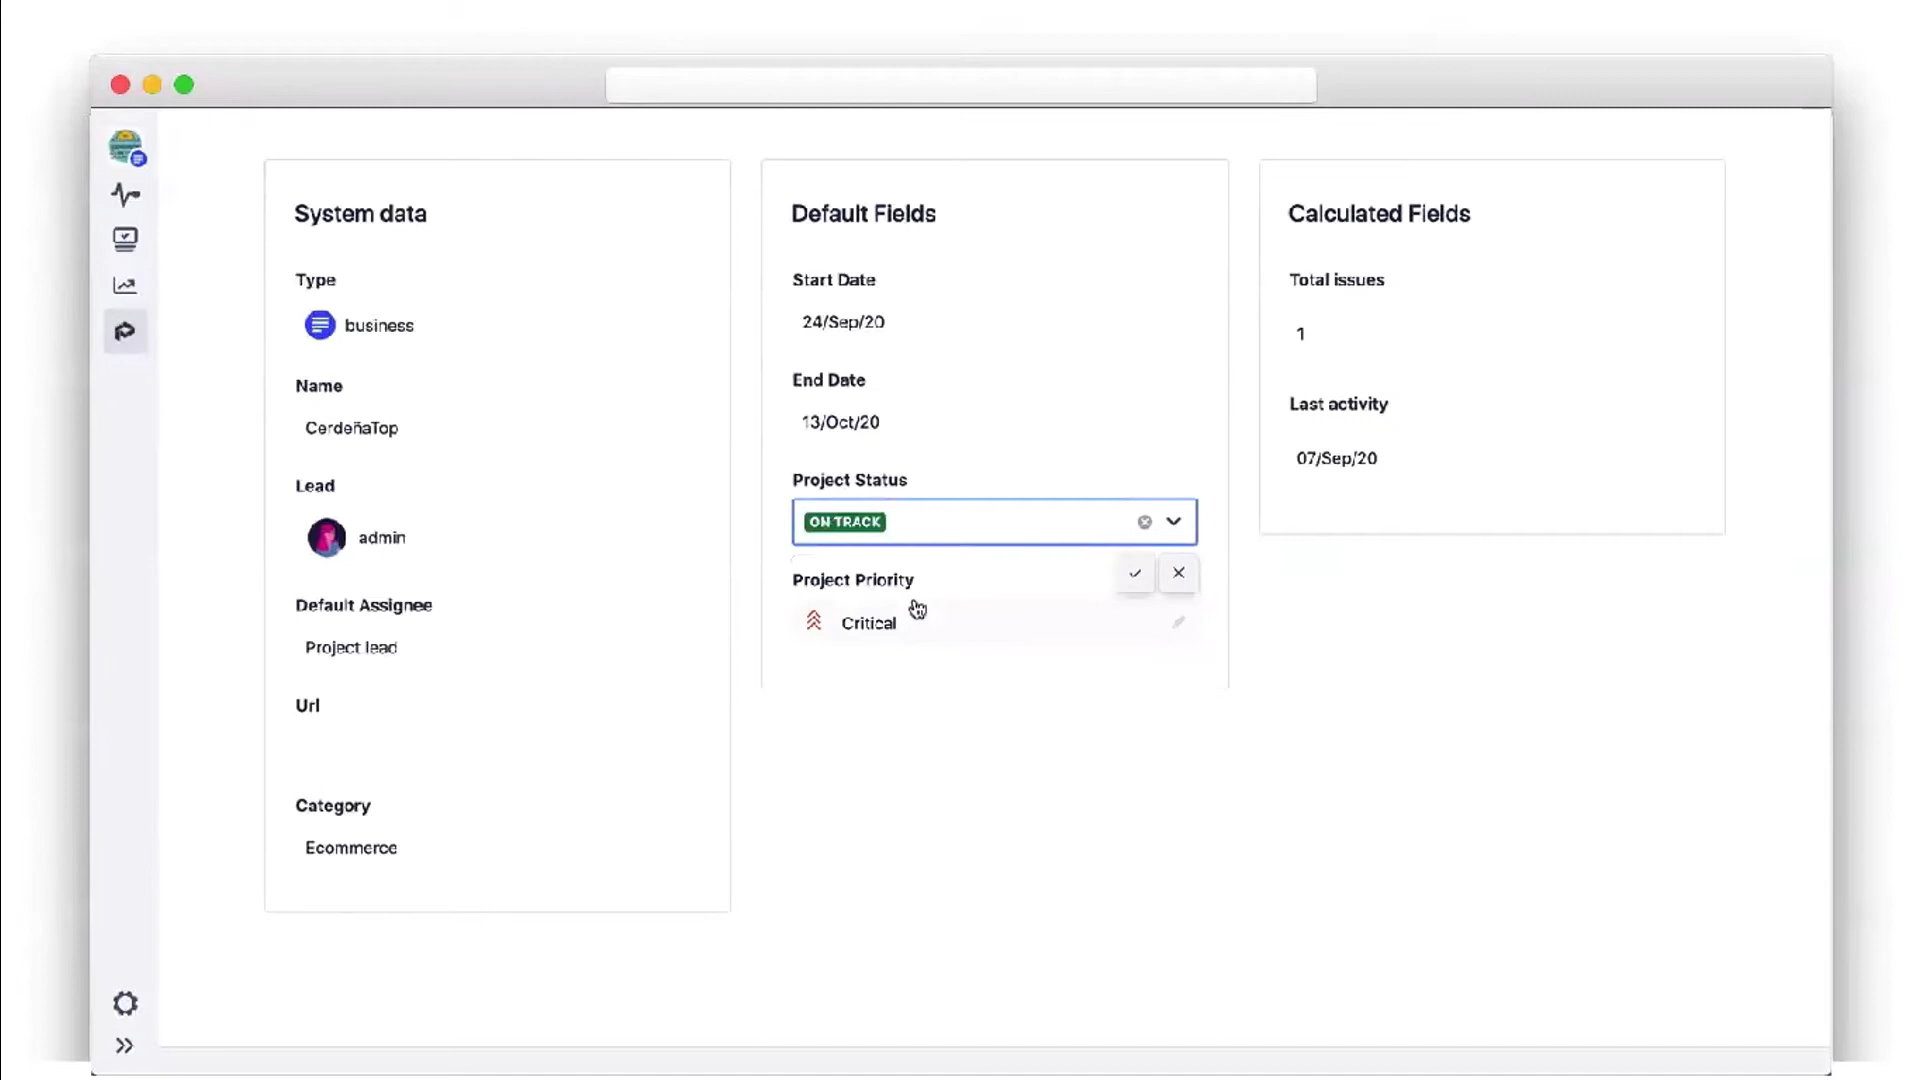 System data
Type
business
Name
CerdeñaTop
Lead
admin
Default Assignee
Project lead
Url
Category
Ecommerce
Default Fields
Start Date
24/Sep/20
End Date
13/Oct/20
Project Status
ON TRACK
Project Priority
Critical
Calculated Fields
Total issues
1
Last activity
07/Sep/20